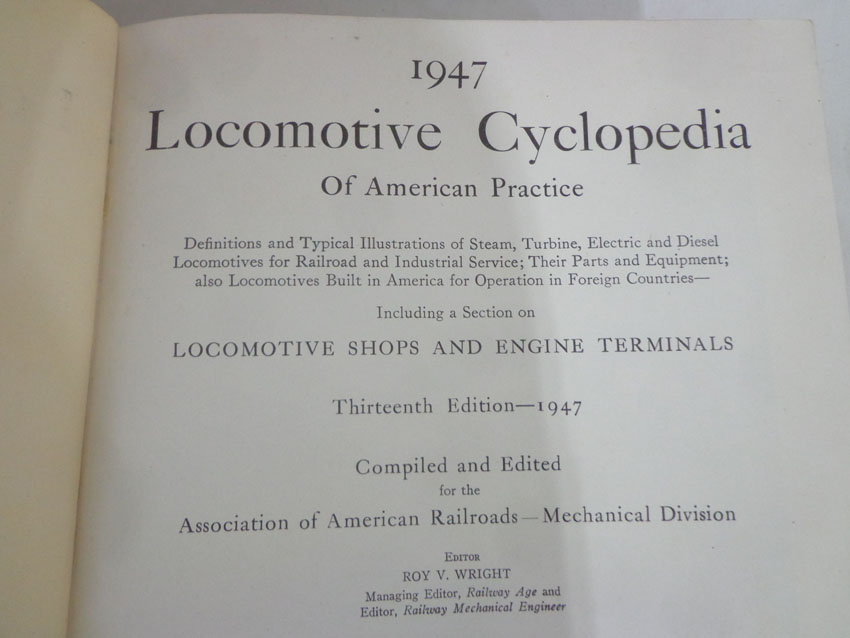 1947
Locomotive Cyclopedia
Of American Practice
Definitions and Typical Illustrations of Steam, Turbine, Electric and Diesel
Locomotives for Railroad and Industrial Service; Their Parts and Equipment;
also Locomotives Built in America for Operation in Foreign Countries—
Including a Section on
LOCOMOTIVE SHOPS AND ENGINE TERMINALS
Thirteenth Edition—1947
Compiled and Edited
for the
Association of American Railroads—Mechanical Division
EDITOR
ROY V. WRIGHT
Managing Editor, Railway Age and
Editor, Railway Mechanical Engineer